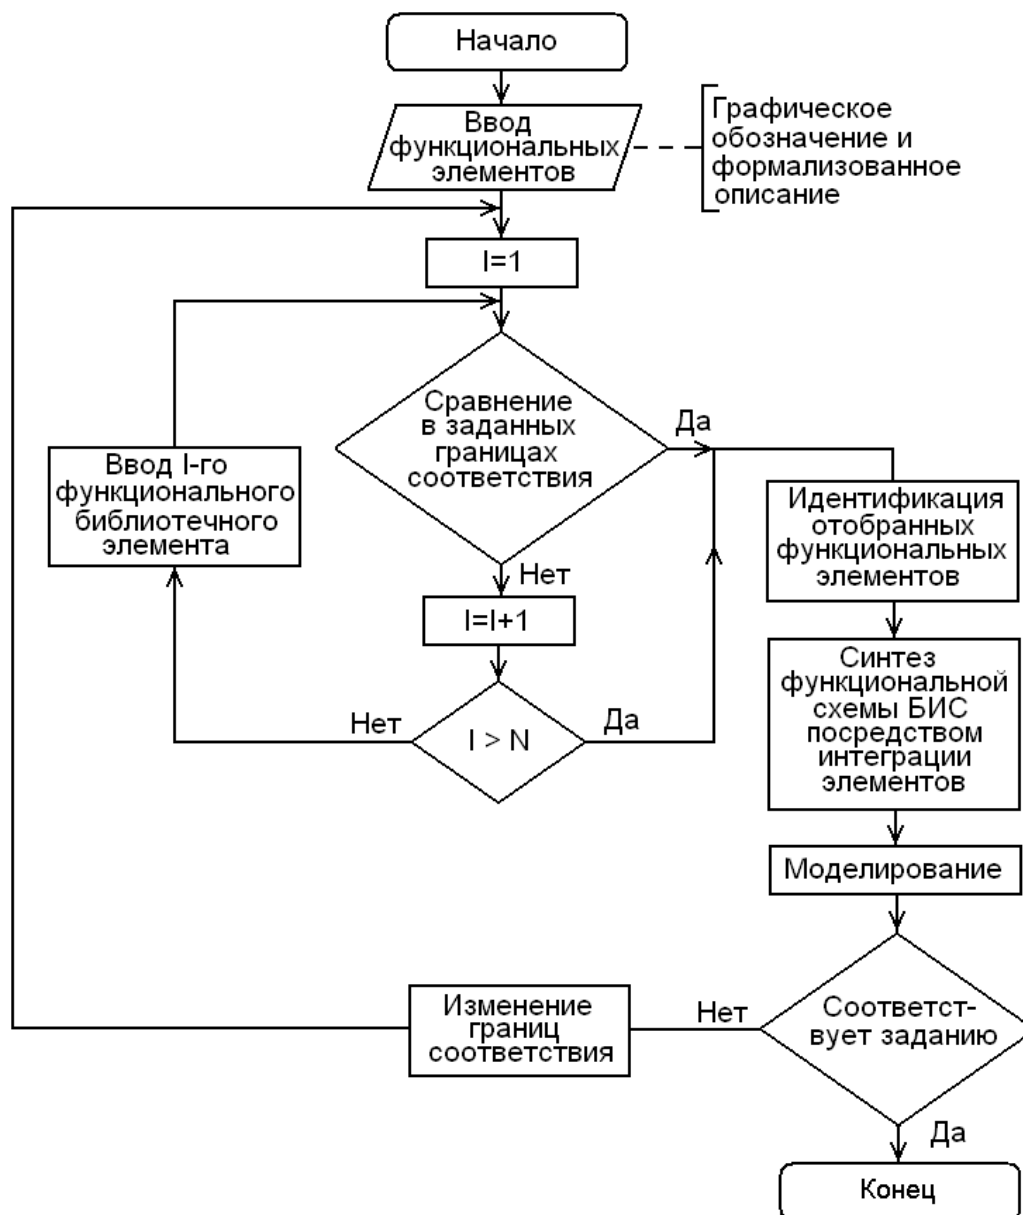 Начало
Ввод
функциональных
элементов
Графическое
обозначение и
формализованное
описание
I=1
Сравнение
в заданных
границах
соответствия
Да
Ввод I-го
функционального
библиотечного
элемента
Идентификация
отобранных
функциональных
элементов
Нет
I=I+1
Нет
I > N
Да
Синтез
функциональной
схемы БИС
посредством
интеграции
элементов
Моделирование
Изменение
границ
соответствия
Нет
Соответст-
вует заданию
Да
Конец